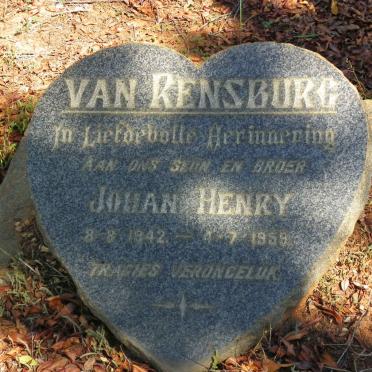 VAN RENSBURG
In Liefdevolle Herinnering
AAN ONS SEUN EN BROER
JOHAN HENRY
8-8-1942 — 4-7-1959
TRAGIES VERONGELUK